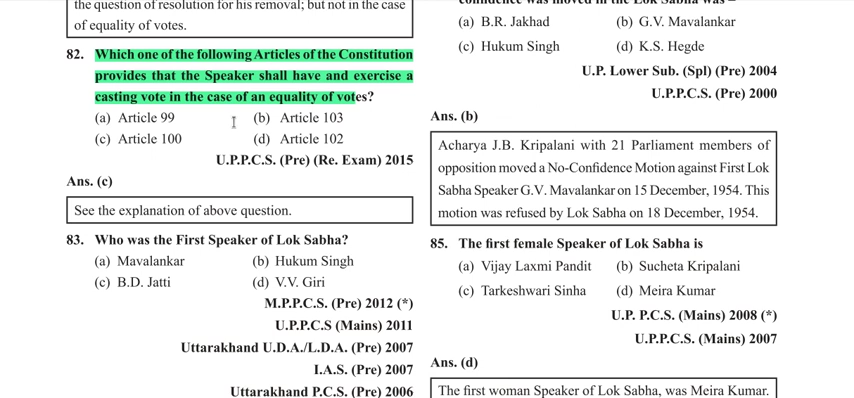 the question of resolution for his removal; but not in the case
of equality of votes.
82. Which one of the following Articles of the Constitution
provides that the Speaker shall have and exercise a
casting vote in the case of an equality of votes?
(a) Article 99 (b) Article 103
(c) Article 100 (d) Article 102
U.P.P.C.S. (Pre) (Re. Exam) 2015
Ans. (c)
See the explanation of above question.
83. Who was the First Speaker of Lok Sabha?
(a) Mavalankar (b) Hukum Singh
(c) B.D. Jatti (d) V.V. Giri
M.P.P.C.S. (Pre) 2012 (*)
U.P.P.C.S (Mains) 2011
Uttarakhand U.D.A./L.D.A. (Pre) 2007
I.A.S. (Pre) 2007
Uttarakhand P.C.S. (Pre) 2006
confidence was moved in the Lok Sabha was –
(a) B.R. Jakhad (b) G.V. Mavalankar
(c) Hukum Singh (d) K.S. Hegde
U.P. Lower Sub. (Spl) (Pre) 2004
U.P.P.C.S. (Pre) 2000
Ans. (b)
Acharya J.B. Kripalani with 21 Parliament members of
opposition moved a No-Confidence Motion against First Lok
Sabha Speaker G.V. Mavalankar on 15 December, 1954. This
motion was refused by Lok Sabha on 18 December, 1954.
85. The first female Speaker of Lok Sabha is
(a) Vijay Laxmi Pandit (b) Sucheta Kripalani
(c) Tarkeshwari Sinha (d) Meira Kumar
U.P. P.C.S. (Mains) 2008 (*)
U.P.P.C.S. (Mains) 2007
Ans. (d)
The first woman Speaker of Lok Sabha, was Meira Kumar.